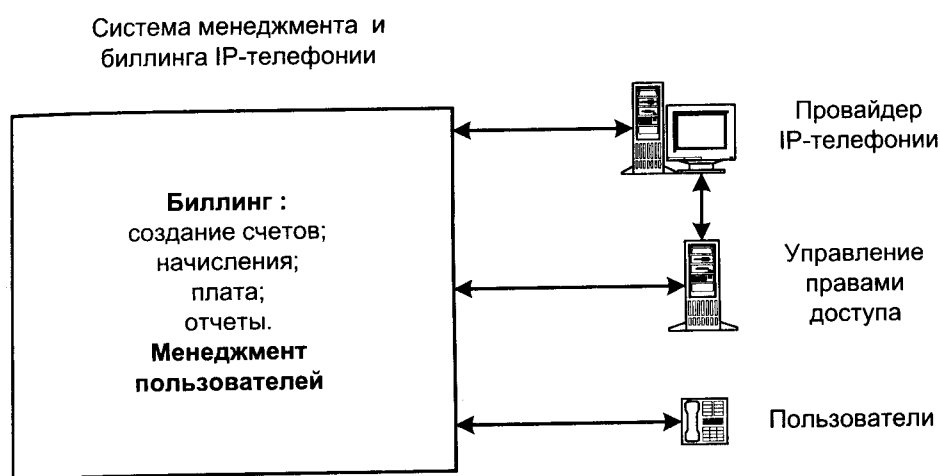 Система менеджмента и
биллинга IP-телефонии
Провайдер
IP-телефонии
Биллинг :
создание счетов;
начисления;
плата;
отчеты.
Менеджмент
пользователей
Управление
правами
доступа
Пользователи